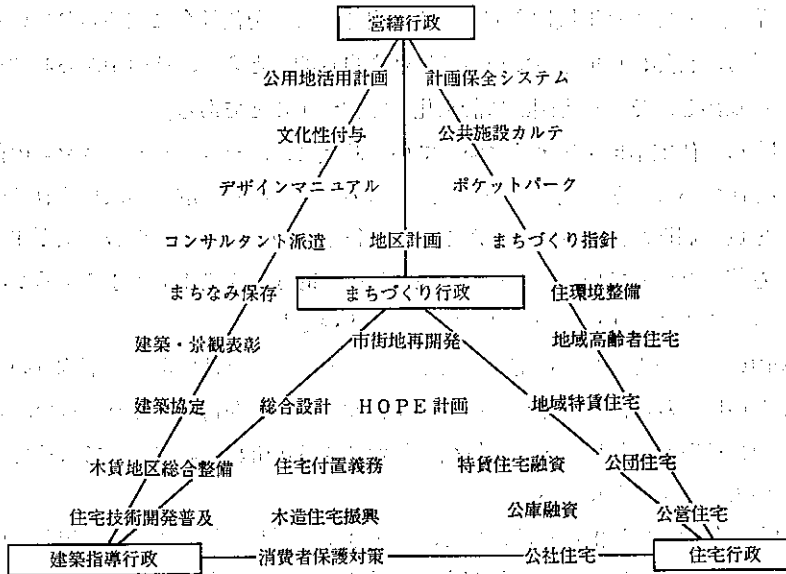 営繕行政
公用地活用計画 計画保全システム
文化性付与 公共施設カルテ
デザインマニュアル ポケットパーク
コンサルタント派遣 地区計画 まちづくり指針
まちなみ保存 まちづくり行政 住環境整備
建築・景観表彰 市街地再開発 地域高齢者住宅
建築協定 総合設計 HOPE計画 地域特賃住宅
木賃地区総合整備 住宅付置義務 特賃住宅融資 公団住宅
住宅技術開発普及 木造住宅振興 公庫融資 公営住宅
建築指導行政 消費者保護対策 公社住宅 住宅行政